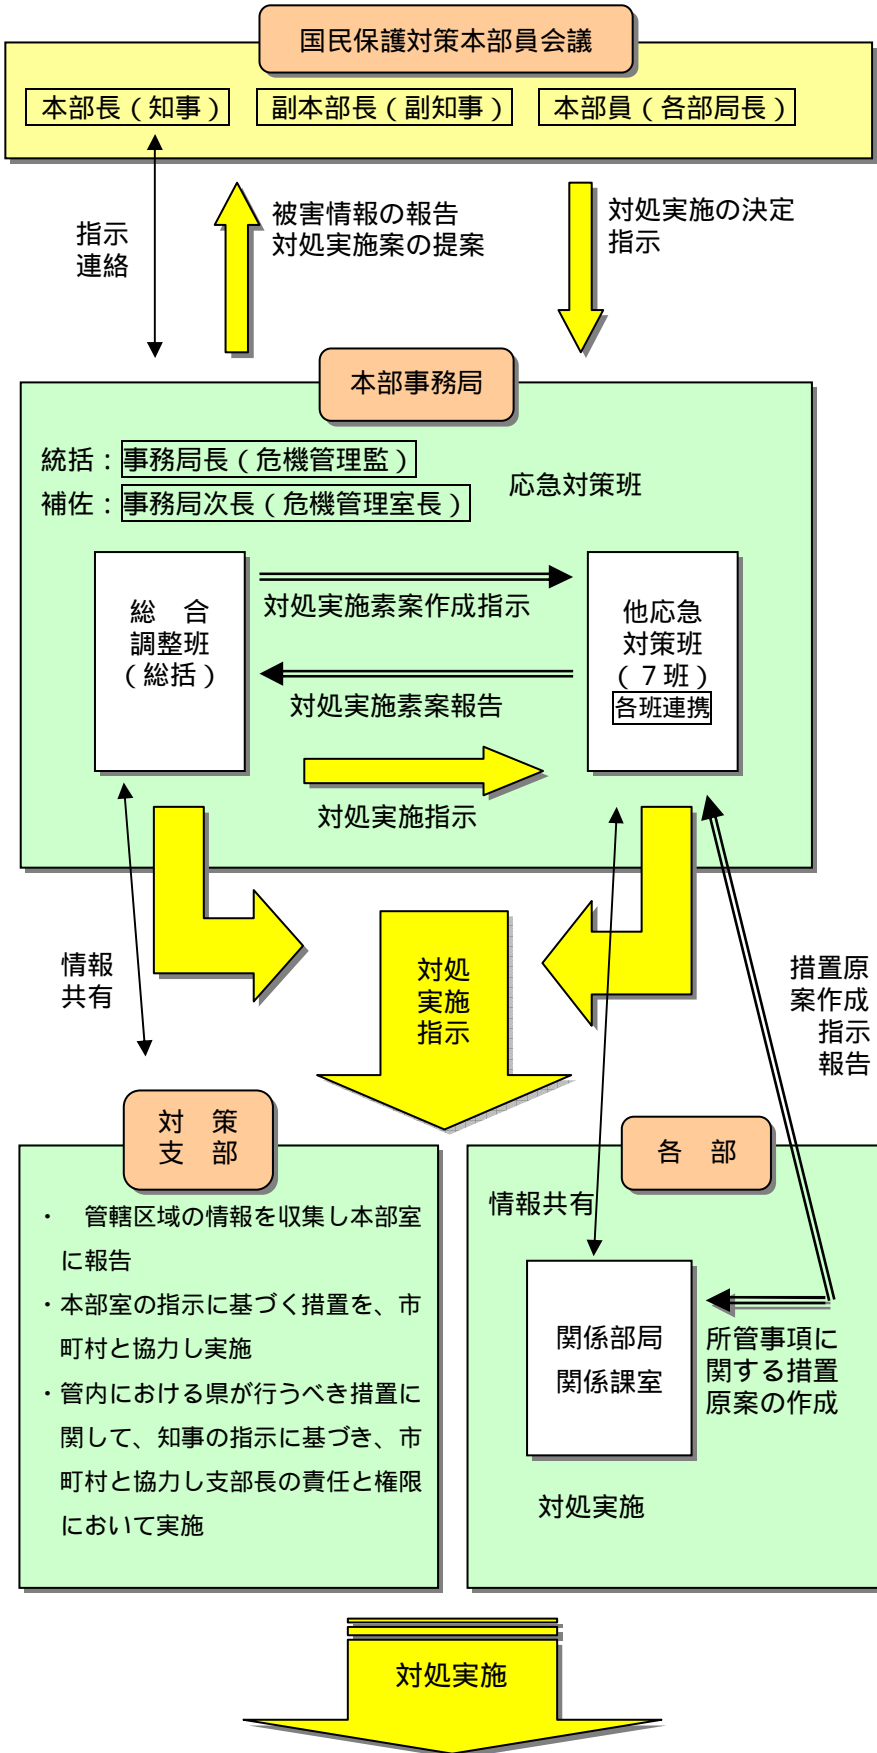 国民保護対策本部員会議
本部長（知事） 副本部長（副知事） 本部員（各部局長）
指示
連絡
被害情報の報告
対処実施案の提案
対処実施の決定
指示
本部事務局
統括：事務局長（危機管理監）
補佐：事務局次長（危機管理室長）
応急対策班
総　合
調整班
（総括）
対処実施素案作成指示
対処実施素案報告
対処実施指示
他応急
対策班
（７班）
各班連携
情報
共有
対処
実施
指示
措置原
案作成
指示
報告
対　策
支　部
・　管轄区域の情報を収集し本部室
に報告
・本部室の指示に基づく措置を、市
町村と協力し実施
・管内における県が行うべき措置に
関して、知事の指示に基づき、市
町村と協力し支部長の責任と権限
において実施
各　部
情報共有
関係部局
関係課室
所管事項に
関する措置
原案の作成
対処実施
対処実施